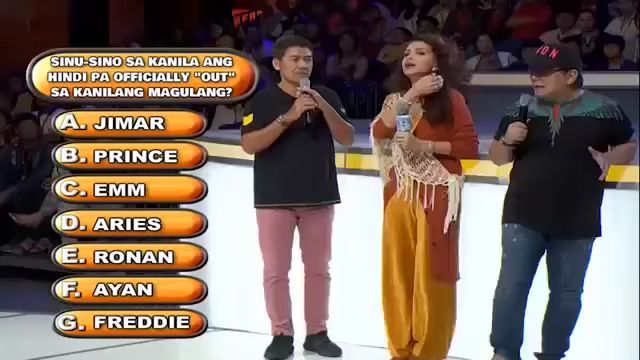 SINU-SINO SA KANILA ANG
HINDI PA OFFICIALLY "OUT"
SA KANILANG MAGULANG?
A. JIMAR
B. PRINCE
C. EMM
D. ARIES
E. RONAN
F. AYAN
G. FREDDIE